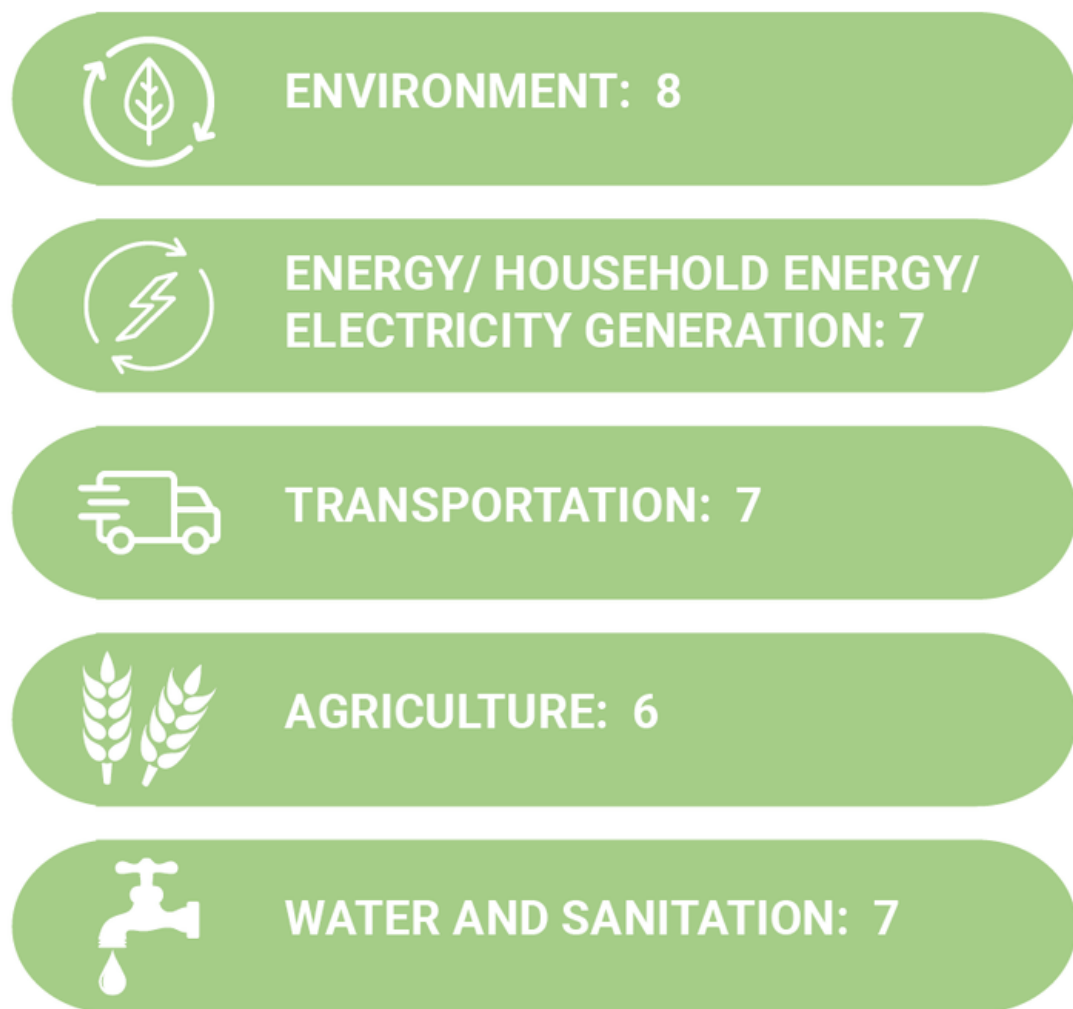 ENVIRONMENT: 8
ENERGY/ HOUSEHOLD ENERGY/
ELECTRICITY GENERATION: 7
TRANSPORTATION: 7
AGRICULTURE: 6
WATER AND SANITATION: 7